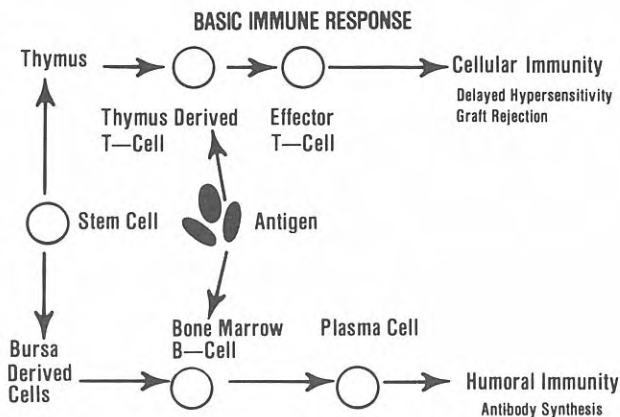 BASIC IMMUNE RESPONSE
Thymus
Cellular Immunity
Delayed Hypersensitivity
Graft Rejection
Thymus Derived
T—Cell
Effector
T—Cell
Stem Cell
Antigen
Bone Marrow
B—Cell
Plasma Cell
Bursa
Derived
Cells
Humoral Immunity
Antibody Synthesis